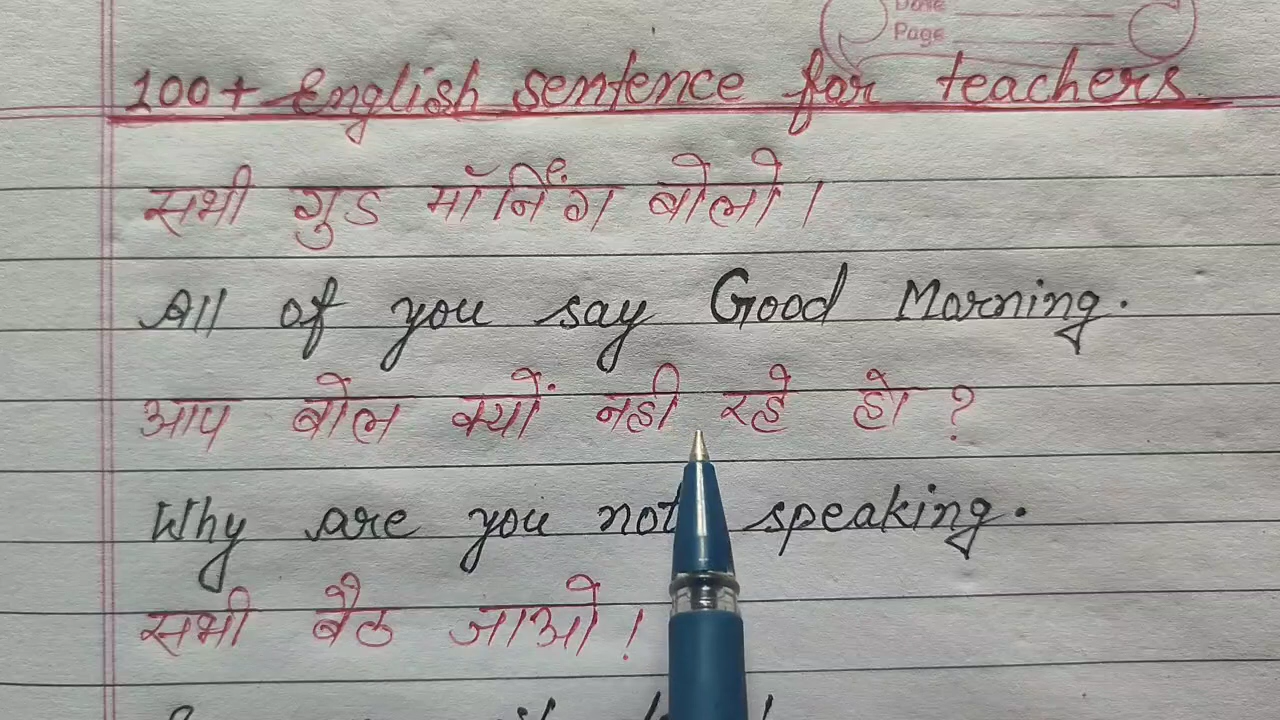 Date
Page
100+ English sentence for teachers
सभी गुड मॉर्निंग बोलो।
All of you say Good Morning.
आप बोल क्यों नही रहे हो ?
Why are you not speaking.
सभी बैठ जाओ!